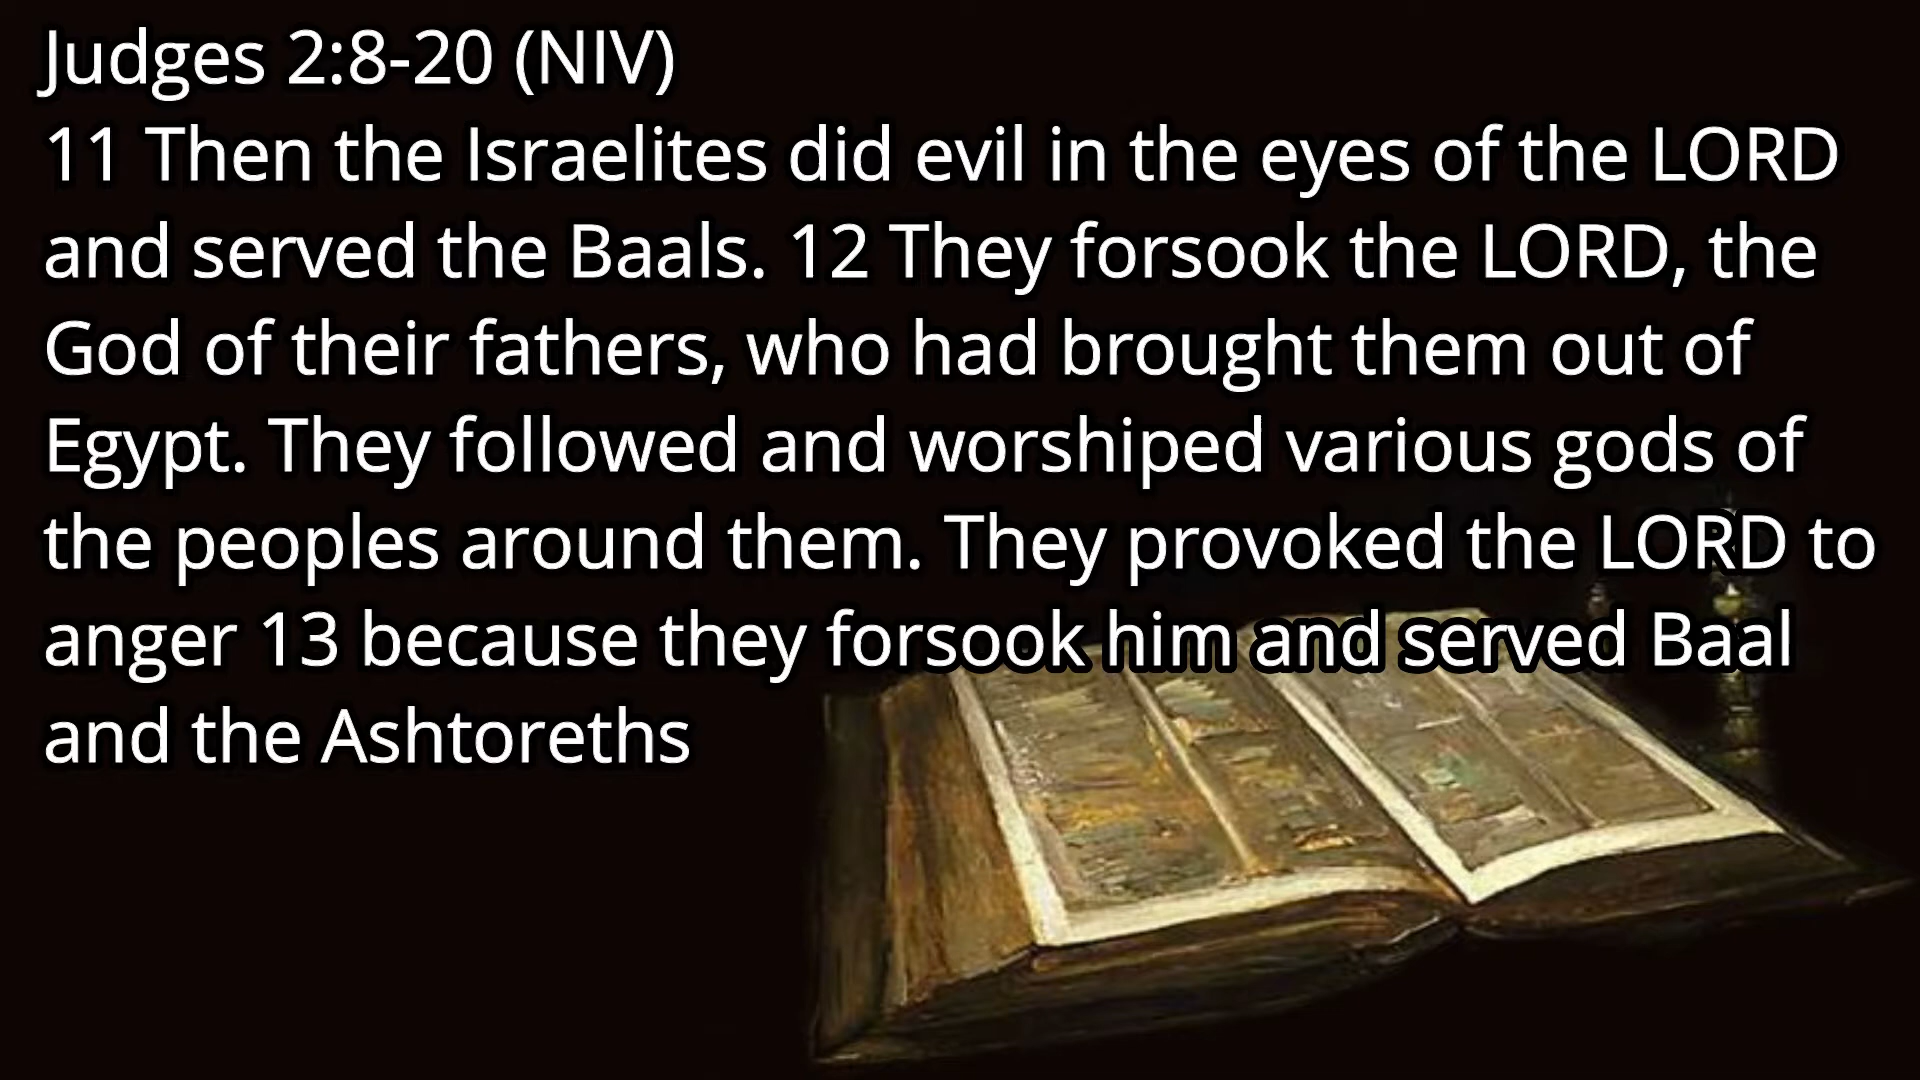 Judges 2:8-20 (NIV)
11 Then the Israelites did evil in the eyes of the LORD
and served the Baals. 12 They forsook the LORD, the
God of their fathers, who had brought them out of
Egypt. They followed and worshiped various gods of
the peoples around them. They provoked the LORD to
anger 13 because they forsook him and served Baal
and the Ashtoreths